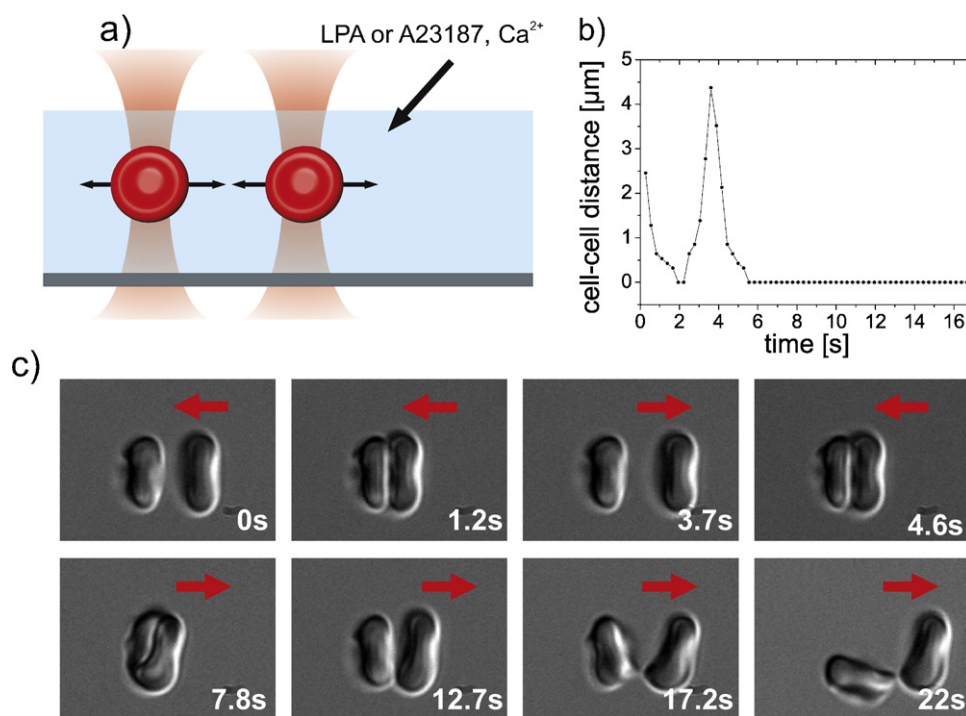 a)
LPA or A23187, Ca²⁺
b)
cell-cell distance [µm]
5
4
3
2
1
0
0 2 4 6 8 10 12 14 16
time [s]
c)
0s
1.2s
3.7s
4.6s
7.8s
12.7s
17.2s
22s